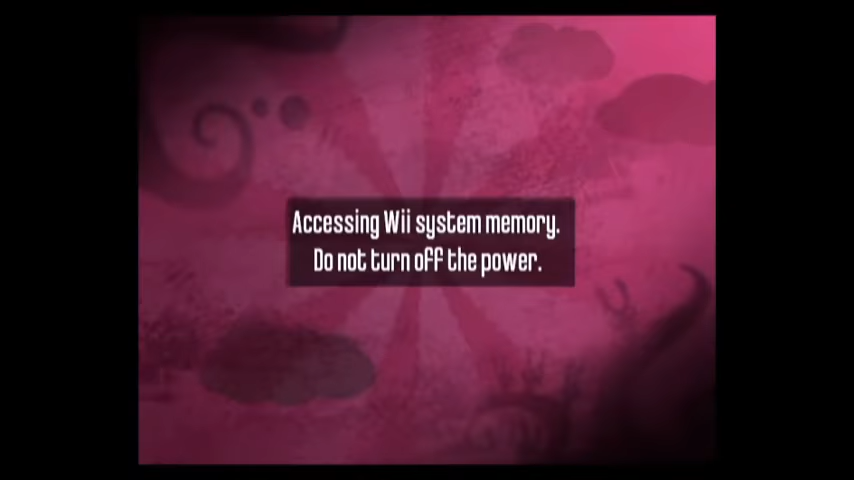 Accessing Wii system memory.
Do not turn off the power.